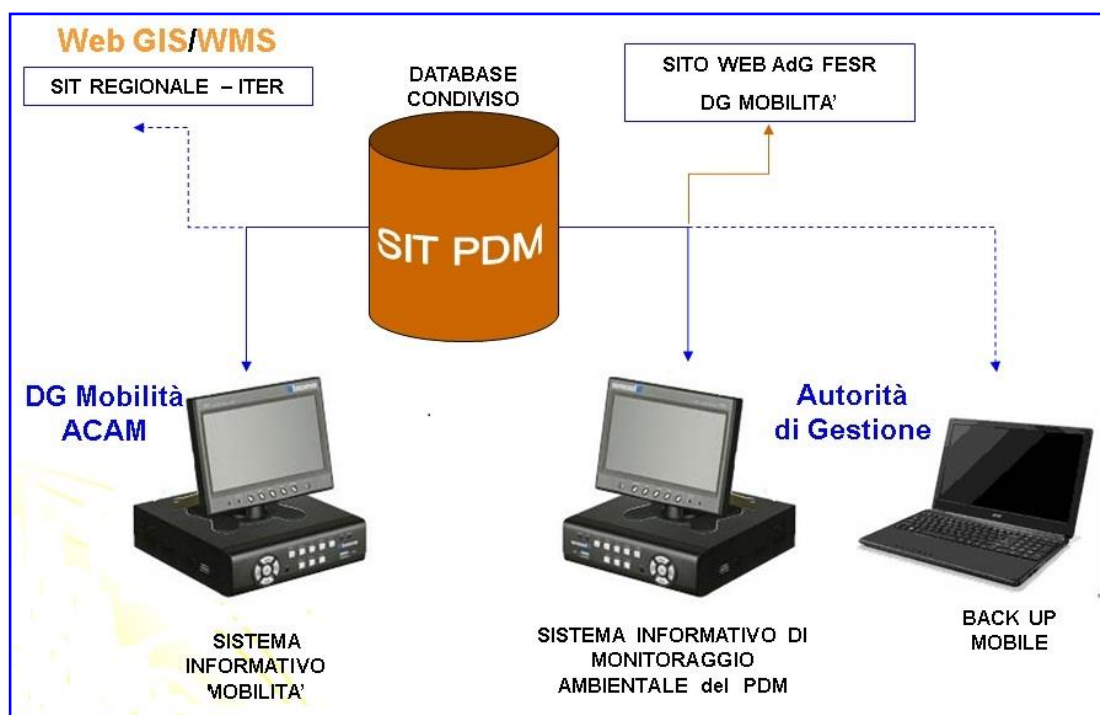 Web GIS/WMS
SIT REGIONALE – ITER
DATABASE
CONDIVISO
SITO WEB AdG FESR
DG MOBILITA'
SIT PDM
DG Mobilità
ACAM
Autorità
di Gestione
SISTEMA
INFORMATIVO
'MOBILITA'
SISTEMA INFORMATIVO DI
MONITORAGGIO
AMBIENTALE del PDM
BACK UP
MOBILE